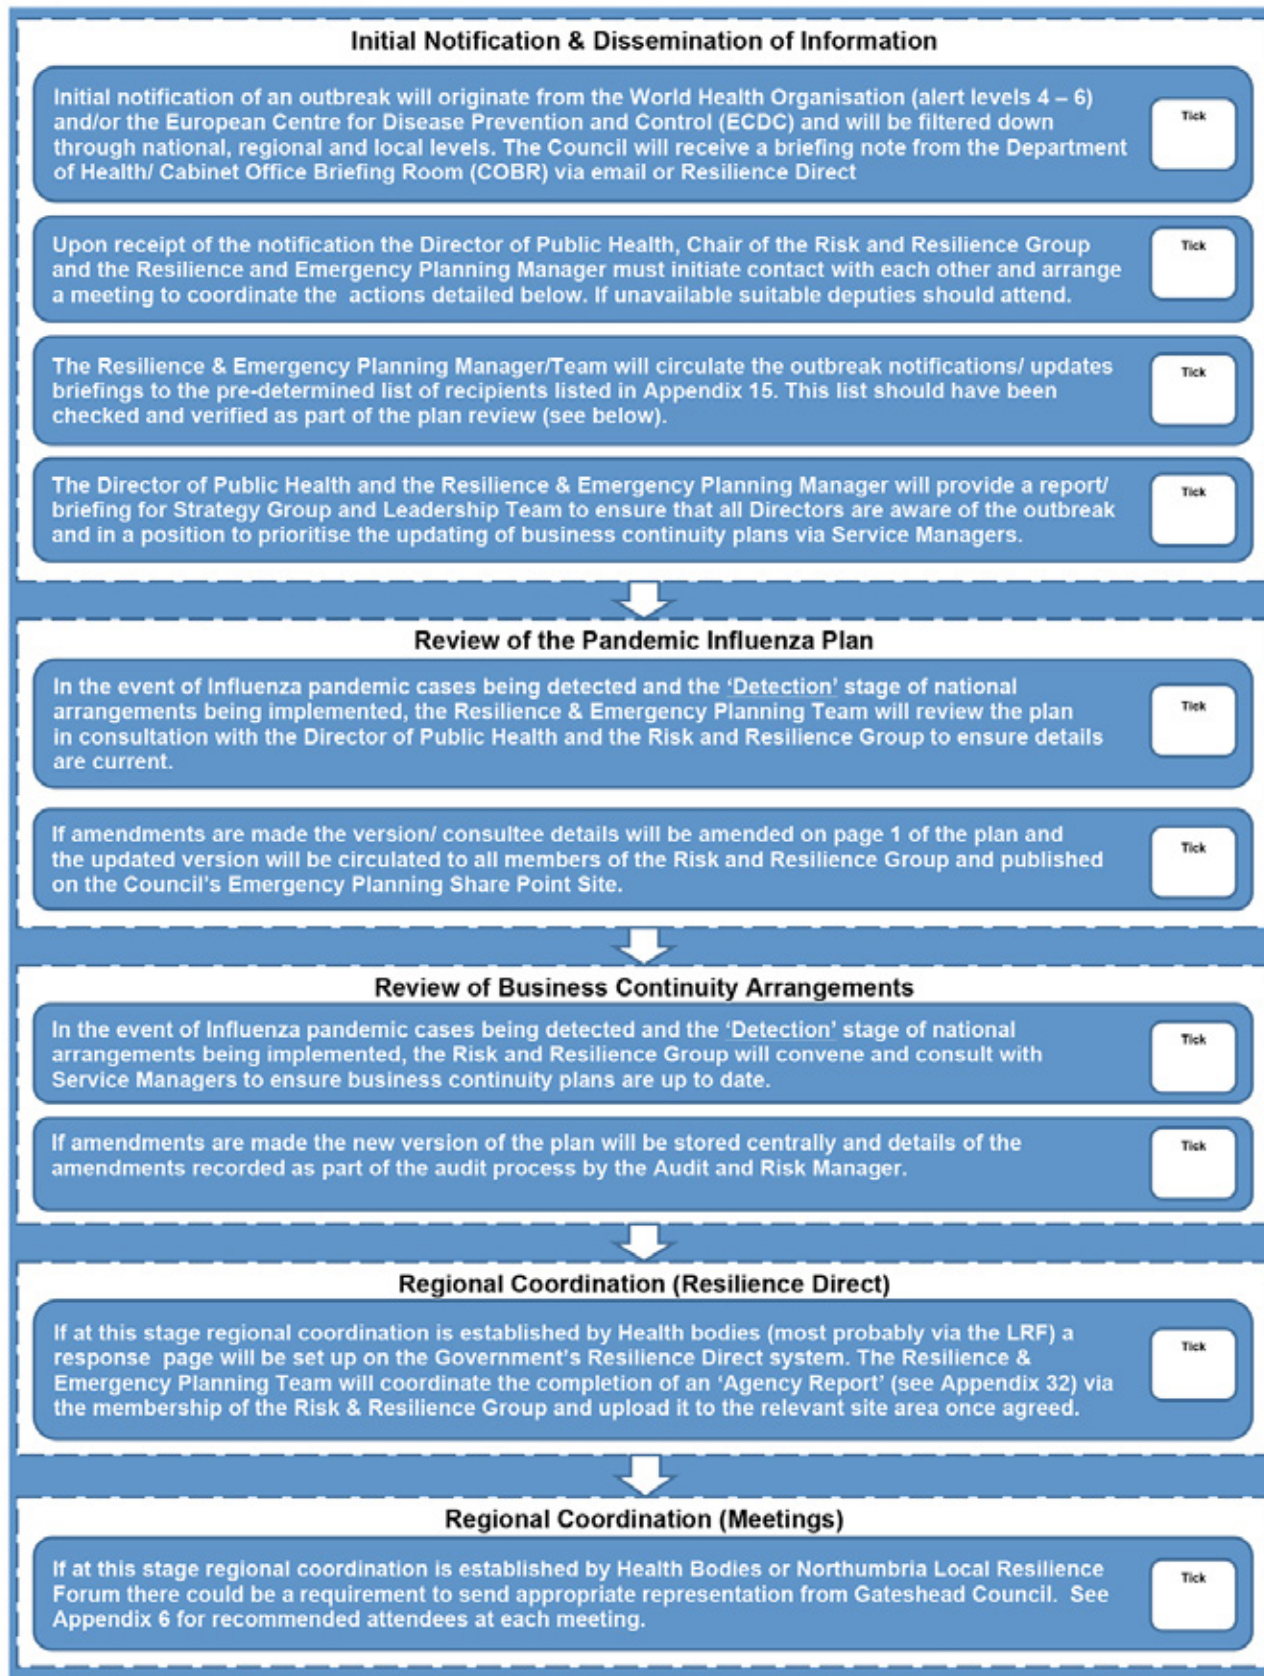 Initial Notification & Dissemination of Information
Initial notification of an outbreak will originate from the World Health Organisation (alert levels 4 – 6)
and/or the European Centre for Disease Prevention and Control (ECDC) and will be filtered down
through national, regional and local levels. The Council will receive a briefing note from the Department
of Health/ Cabinet Office Briefing Room (COBR) via email or Resilience Direct
Tick
Upon receipt of the notification the Director of Public Health, Chair of the Risk and Resilience Group
and the Resilience and Emergency Planning Manager must initiate contact with each other and arrange
a meeting to coordinate the actions detailed below. If unavailable suitable deputies should attend.
Tick
The Resilience & Emergency Planning Manager/Team will circulate the outbreak notifications/ updates
briefings to the pre-determined list of recipients listed in Appendix 15. This list should have been
checked and verified as part of the plan review (see below).
Tick
The Director of Public Health and the Resilience & Emergency Planning Manager will provide a report/
briefing for Strategy Group and Leadership Team to ensure that all Directors are aware of the outbreak
and in a position to prioritise the updating of business continuity plans via Service Managers.
Tick
Review of the Pandemic Influenza Plan
In the event of Influenza pandemic cases being detected and the ‘Detection’ stage of national
arrangements being implemented, the Resilience & Emergency Planning Team will review the plan
in consultation with the Director of Public Health and the Risk and Resilience Group to ensure details
are current.
Tick
If amendments are made the version/ consultee details will be amended on page 1 of the plan and
the updated version will be circulated to all members of the Risk and Resilience Group and published
on the Council’s Emergency Planning Share Point Site.
Tick
Review of Business Continuity Arrangements
In the event of Influenza pandemic cases being detected and the ‘Detection’ stage of national
arrangements being implemented, the Risk and Resilience Group will convene and consult with
Service Managers to ensure business continuity plans are up to date.
Tick
If amendments are made the new version of the plan will be stored centrally and details of the
amendments recorded as part of the audit process by the Audit and Risk Manager.
Tick
Regional Coordination (Resilience Direct)
If at this stage regional coordination is established by Health bodies (most probably via the LRF) a
response page will be set up on the Government’s Resilience Direct system. The Resilience &
Emergency Planning Team will coordinate the completion of an ‘Agency Report’ (see Appendix 32) via
the membership of the Risk & Resilience Group and upload it to the relevant site area once agreed.
Tick
Regional Coordination (Meetings)
If at this stage regional coordination is established by Health Bodies or Northumbria Local Resilience
Forum there could be a requirement to send appropriate representation from Gateshead Council. See
Appendix 6 for recommended attendees at each meeting.
Tick